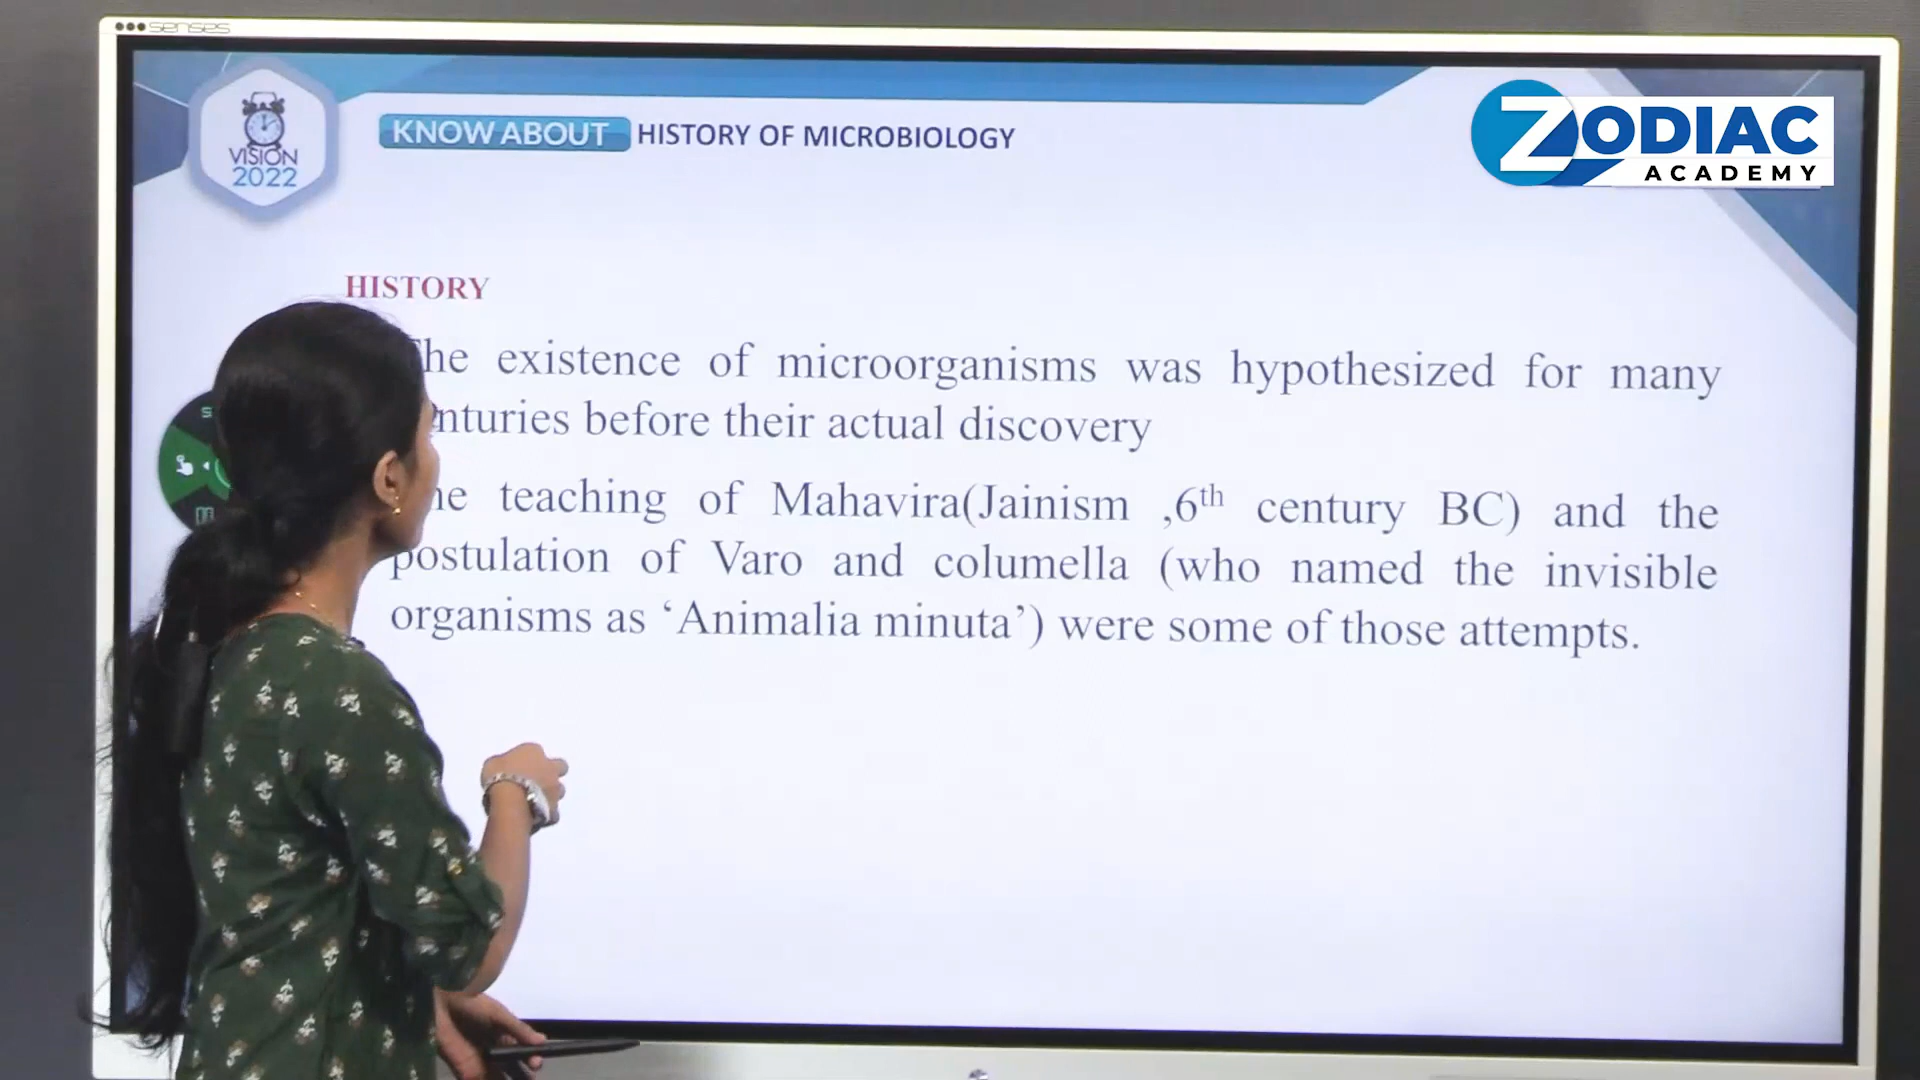 senses
VISION
2022
KNOW ABOUT HISTORY OF MICROBIOLOGY
ZODIAC
ACADEMY
HISTORY
existence of microorganisms was hypothesized for many
before their actual discovery
teaching of Mahavira(Jainism ,6th century BC) and the
postulation of Varo and columella (who named the invisible
organisms as ‘Animalia minuta’) were some of those attempts.